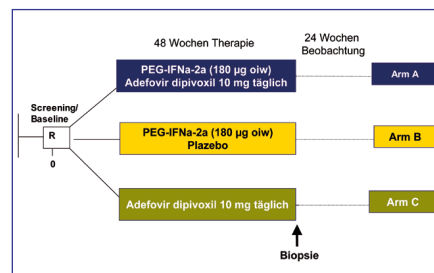 48 Wochen Therapie
24 Wochen
Beobachtung
PEG-IFNa-2a (180 µg oiw)
Adefovir dipivoxil 10 mg täglich
Arm A
Screening/
Baseline
R
0
PEG-IFNa-2a (180 µg oiw)
Plazebo
Arm B
Adefovir dipivoxil 10 mg täglich
Arm C
Biopsie